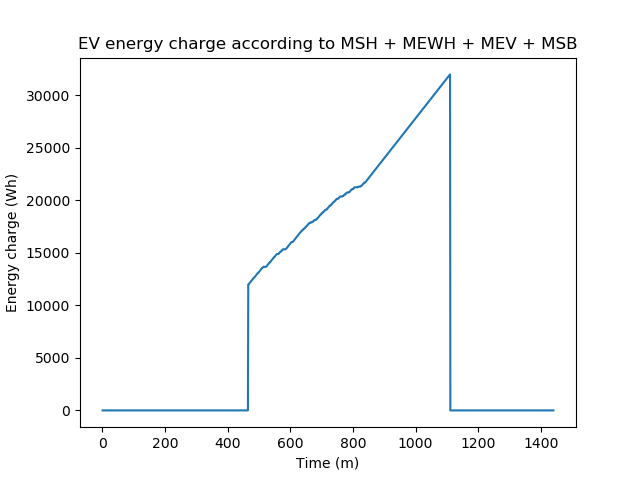 EV energy charge according to MSH + MEWH + MEV + MSB
30000
25000
20000
15000
10000
5000
0
Energy charge (Wh)
0 200 400 600 800 1000 1200 1400
Time (m)